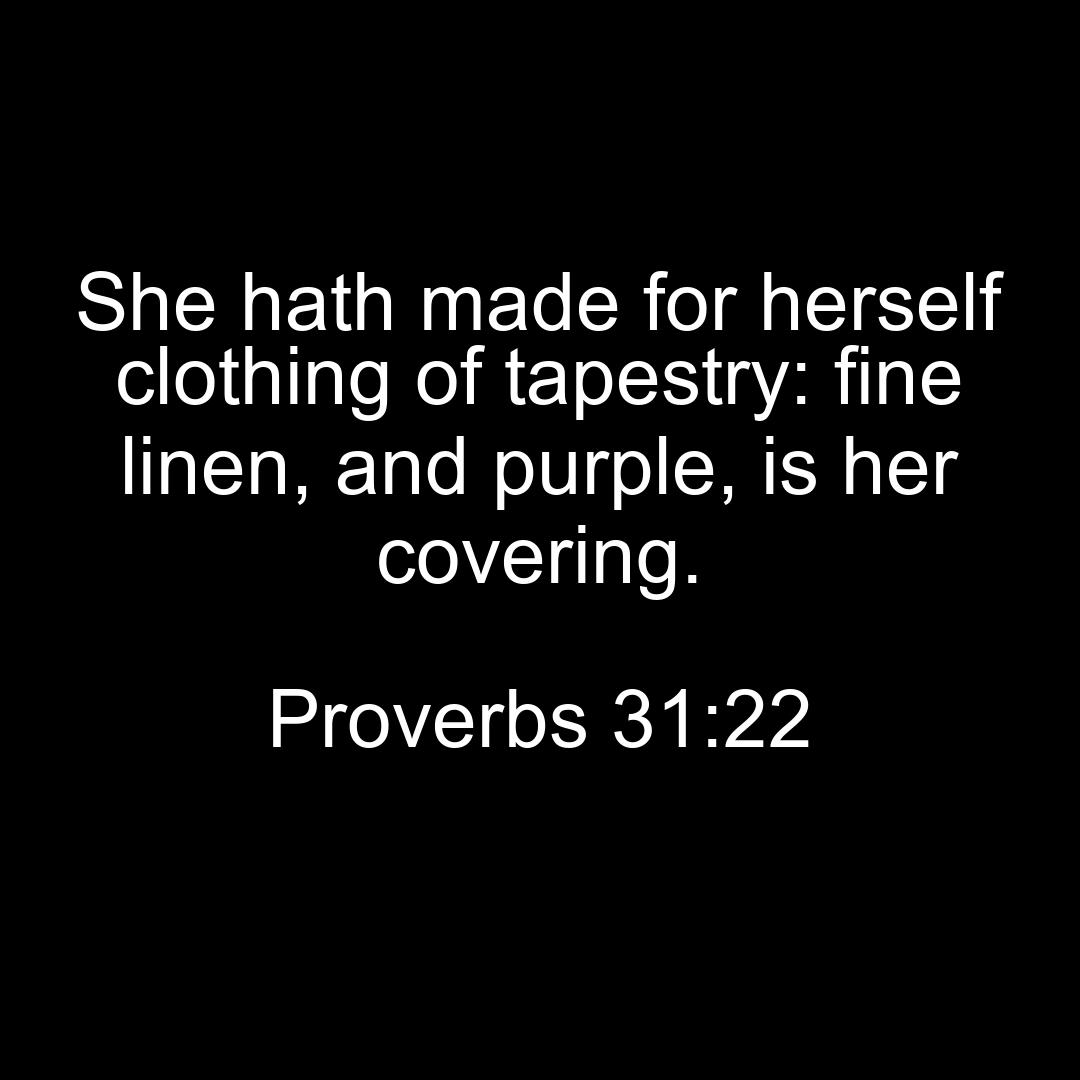 She hath made for herself
clothing of tapestry: fine
linen, and purple, is her
covering.
Proverbs 31:22